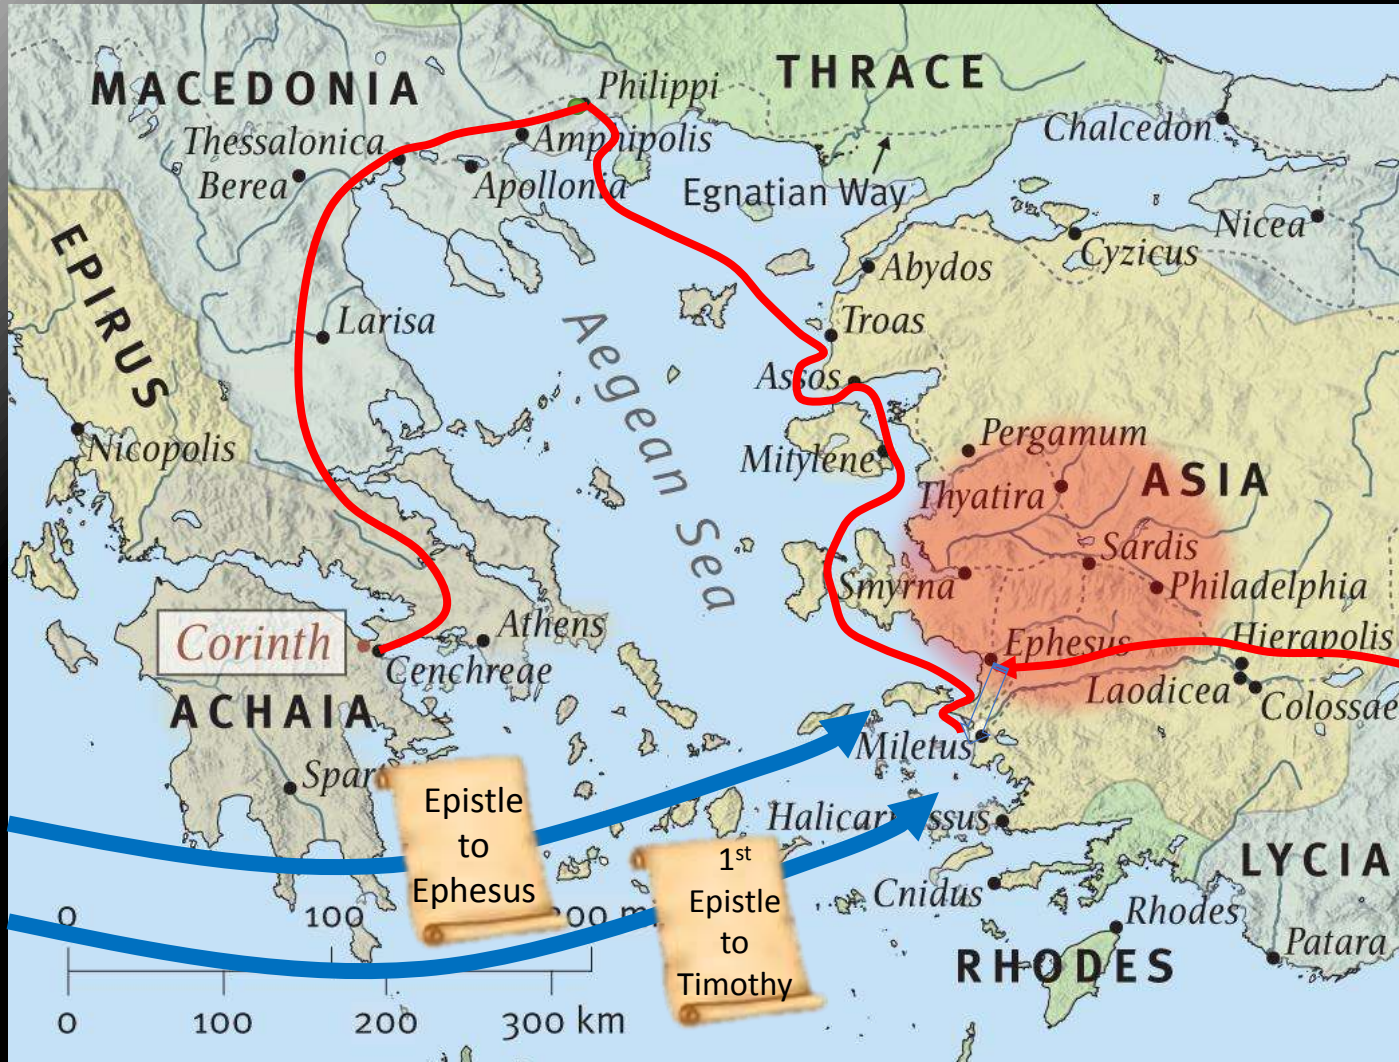 MACEDONIA
Philippi
THRACE
Thessalonica
Amphipolis
Chalcedon
Berea
Apollonia
Egnatian Way
Nicea
EPIRUS
Abydos
Cyzicus
Larisa
Troas
Aegean Sea
Assos
Nicopolis
Mitylene
Pergamum
Thyatira
ASIA
Sardis
Smyrna
Philadelphia
Corinth
Athens
Ephesus
Hierapolis
Cenchreae
Laodicea
Colossae
ACHAIA
Miletus
Spar
Epistle
to
Ephesus
Halicarnassus
1st
Epistle
to
Timothy
LYCIA
Cnidus
Rhodes
RHODES
Patara
0 100 200 m
0 100 200 300 km